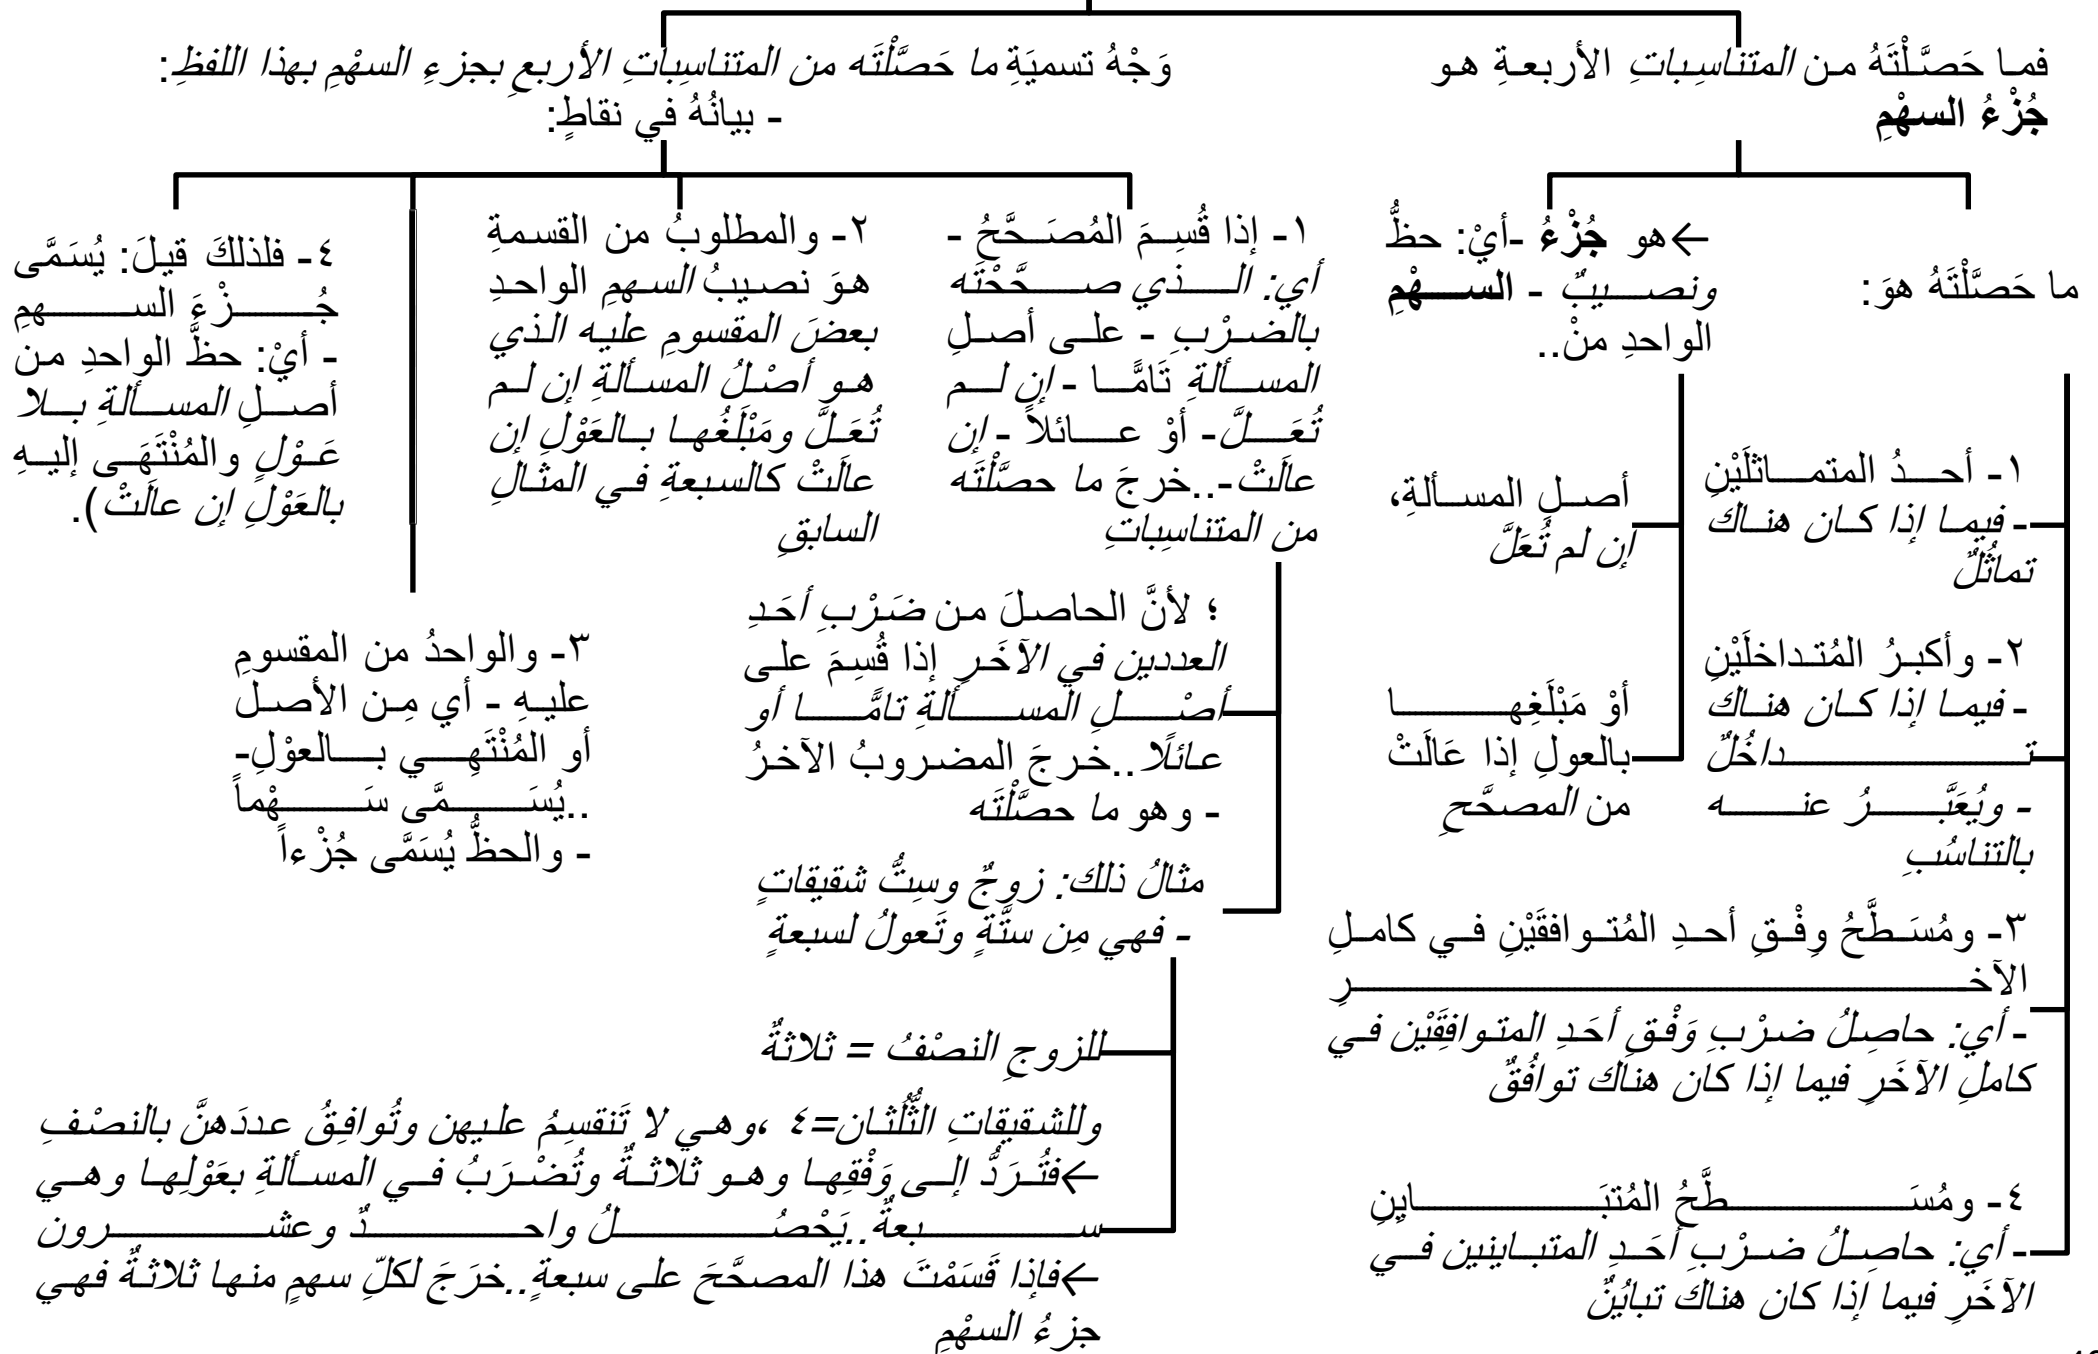 فما حَصَّلْتَهُ من المتناسِباتِ الأربعةِ هو
جُزْءُ السهْمِ
ما حَصَّلْتَهُ هوَ:
١- أحدُ المتماثلَيْنِ
- فيما إذا كان هناك
تماثُلٌ
٢- وأكبرُ المُتداخلَيْنِ
- فيما إذا كان هناك
تداخُلٌ
- ويُعَبَّرُ عنه
بالتناسُبِ
٣- ومُسَطَّحُ وِفْقِ أحدِ المُتوافقَيْنِ في كاملِ
الآخرِ
- أي: حاصِلُ ضرْبِ وَفْقِ أحَدِ المتوافِقَيْن في
كاملِ الآخَرِ فيما إذا كان هناك توافُقٌ
٤- ومُسَطَّحُ المُتبَايِنِ
- أي: حاصِلُ ضرْبِ أحَدِ المتباينين في
الآخَرِ فيما إذا كان هناك تبايُنٌ
←هو جُزْءُ -أيْ: حظُّ
ونصيبٌ - السهْمِ
الواحدِ منْ..
أصلِ المسألةِ،
إن لم تُعَلَّ
أوْ مَبْلَغِها
بالعولِ إذا عَالَتْ
من المصحَّحِ
وَجْهُ تسميَةِ ما حَصَّلْتَه من المتناسِباتِ الأربعِ بجزءِ السهْمِ بهذا اللفظِ:
- بيانُهُ في نقاطٍ:
١- إذا قُسِمَ المُصَحَّحُ -
أي: الذي صحَّحْتَه
بالضرْبِ - على أصلِ
المسألةِ تَامًّا - إن لم
تُعَلَّ- أوْ عائلاً - إن
عالَتْ-..خرجَ ما حصَّلْتَه
من المتناسِباتِ
؛ لأنَّ الحاصلَ من ضَرْبِ أحَدِ
العددين في الآخَرِ إذا قُسِمَ على
أصْلِ المسألةِ تامًّا أو
عائلًا..خرجَ المضروبُ الآخرُ
- وهو ما حصَّلْتَه
مثالُ ذلك: زوجٌ وسِتُّ شقيقاتٍ
- فهي مِن ستَّةٍ وتَعولُ لسبعةٍ
للزوجِ النصْفُ = ثلاثةٌ
وللشقيقاتِ الثُّلُثان=٤ ،وهي لا تَنقسِمُ عليهن وتُوافِقُ عددَهنَّ بالنصْفِ
←فتُرَدُّ إلى وَفْقِها وهو ثلاثةٌ وتُضْرَبُ في المسألةِ بعَوْلِها وهي
سبعةٌ..يَحْصُلُ واحدٌ وعشرون
←فإذا قَسَمْتَ هذا المصحَّحَ على سبعةٍ..خرَجَ لكلّ سهمٍ منها ثلاثةٌ فهي
جزءُ السهْمِ
٢- والمطلوبُ من القسمةِ
هوَ نصيبُ السهمِ الواحدِ
بعضَ المقسومِ عليه الذي
هو أصْلُ المسألةِ إن لم
تُعَلَّ ومَبْلَغُها بالعَوْلِ إن
عالَتْ كالسبعةِ في المثالِ
السابقِ
٣- والواحدُ من المقسومِ
عليهِ - أي مِن الأصل
أو المُنْتَهِي بالعوْلِ-
..يُسَمَّى سَهْماً
- والحظُّ يُسَمَّى جُزْءاً
٤- فلذلكَ قيلَ: يُسَمَّى
جُزْءَ السهمِ
- أيْ: حظَّ الواحدِ من
أصلِ المسألةِ بلا
عَوْلٍ والمُنْتَهَى إليهِ
بالعَوْلِ إن عالَتْ).